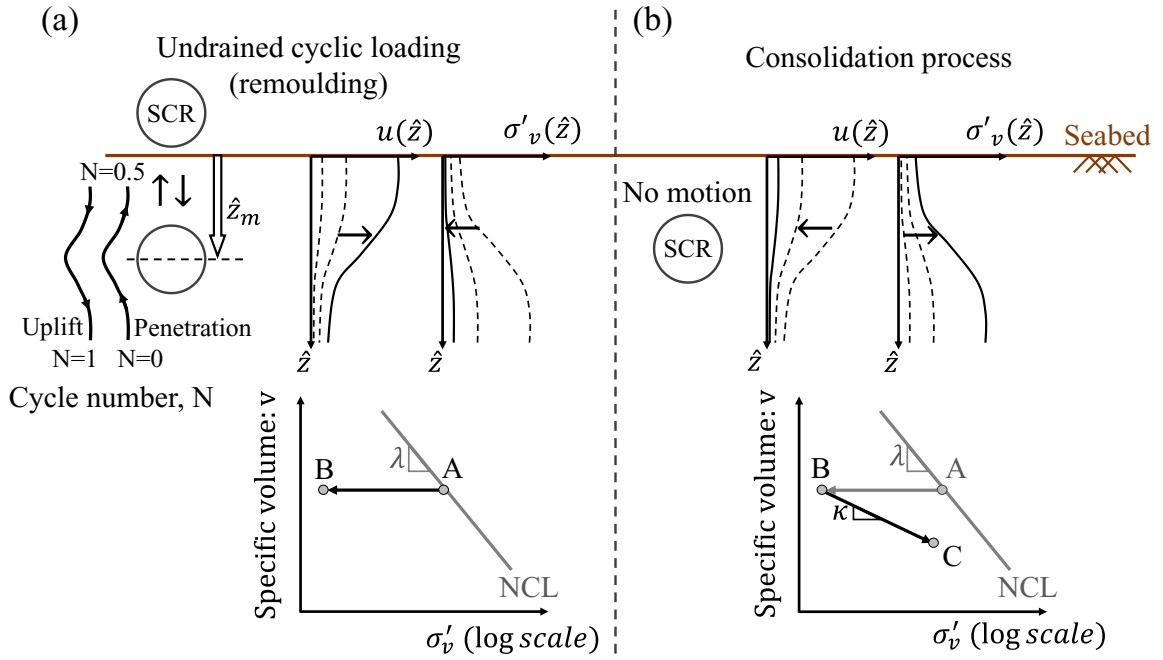 (a)
Undrained cyclic loading
(remoulding)
SCR
u(ẑ)
σ′ᵥ(ẑ)
N=0.5
ẑₘ
Uplift
Penetration
N=1
N=0
Cycle number, N
ẑ
ẑ
Specific volume: v
λ
B
A
NCL
σ′ᵥ (log scale)
(b)
Consolidation process
u(ẑ)
σ′ᵥ(ẑ)
Seabed
No motion
SCR
ẑ
ẑ
Specific volume: v
λ
B
A
κ
C
NCL
σ′ᵥ (log scale)